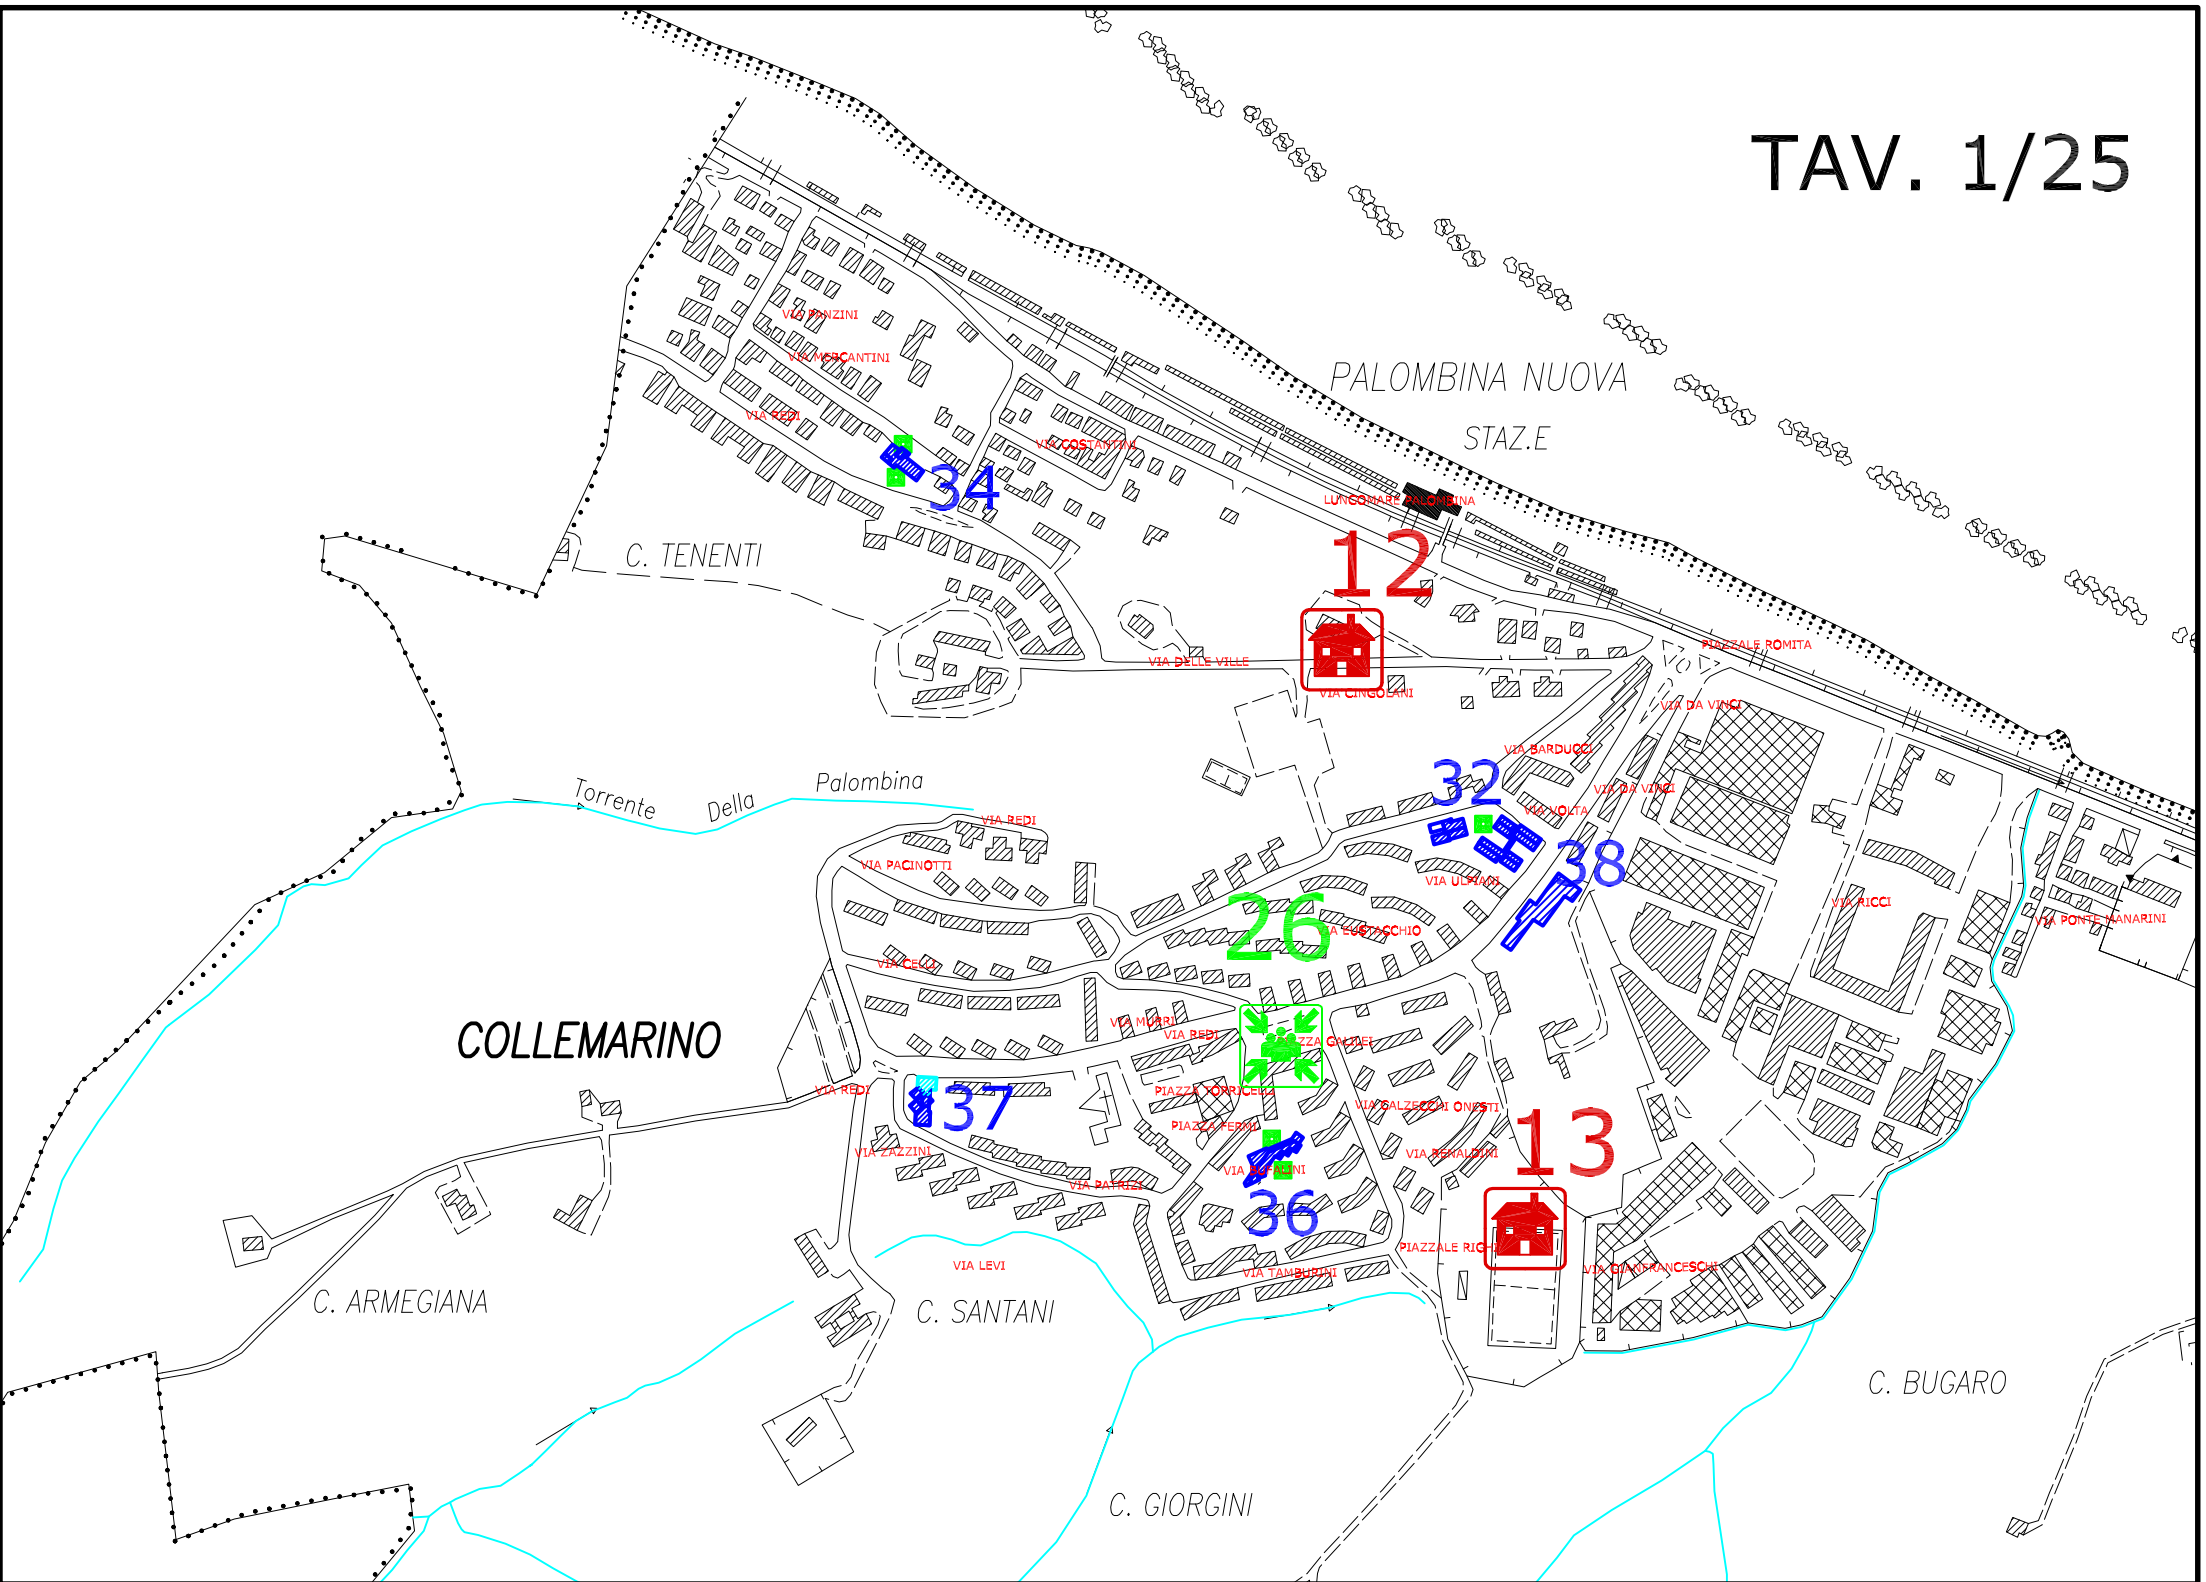 TAV. 1/25
VIA PANZINI
VIA MERCANTINI
PALOMBINA NUOVA
VIA REDI
VIA COSTANTINI
STAZ.E
34
LUNGOMARE PALOMBINA
C. TENENTI
12
PIAZZALE ROMITA
VIA DELLE VILLE
VIA CINGOLANI
VIA DA VINCI
VIA BARDUCCI
Torrente Della Palombina
32
VIA DA VINCI
VIA VOLTA
VIA REDI
VIA PACINOTTI
38
VIA ULPIANI
VIA RICCI
26
VIA PONTE MANARINI
VIA EUSTACCHIO
VIA CELLI
COLLEMARINO
VIA MURRI
VIA REDI
PIAZZA GALILEI
VIA REDI
PIAZZA TORRICELLI
37
VIA GALZECCHI ONESTI
PIAZZA FERMI
13
VIA ZAZZINI
VIA RENALDINI
VIA BUFALINI
VIA PATRIZI
36
PIAZZALE RIGHI
VIA LEVI
VIA TAMBURINI
VIA GIANFRANCESCHI
C. ARMEGIANA
C. SANTANI
C. BUGARO
C. GIORGINI